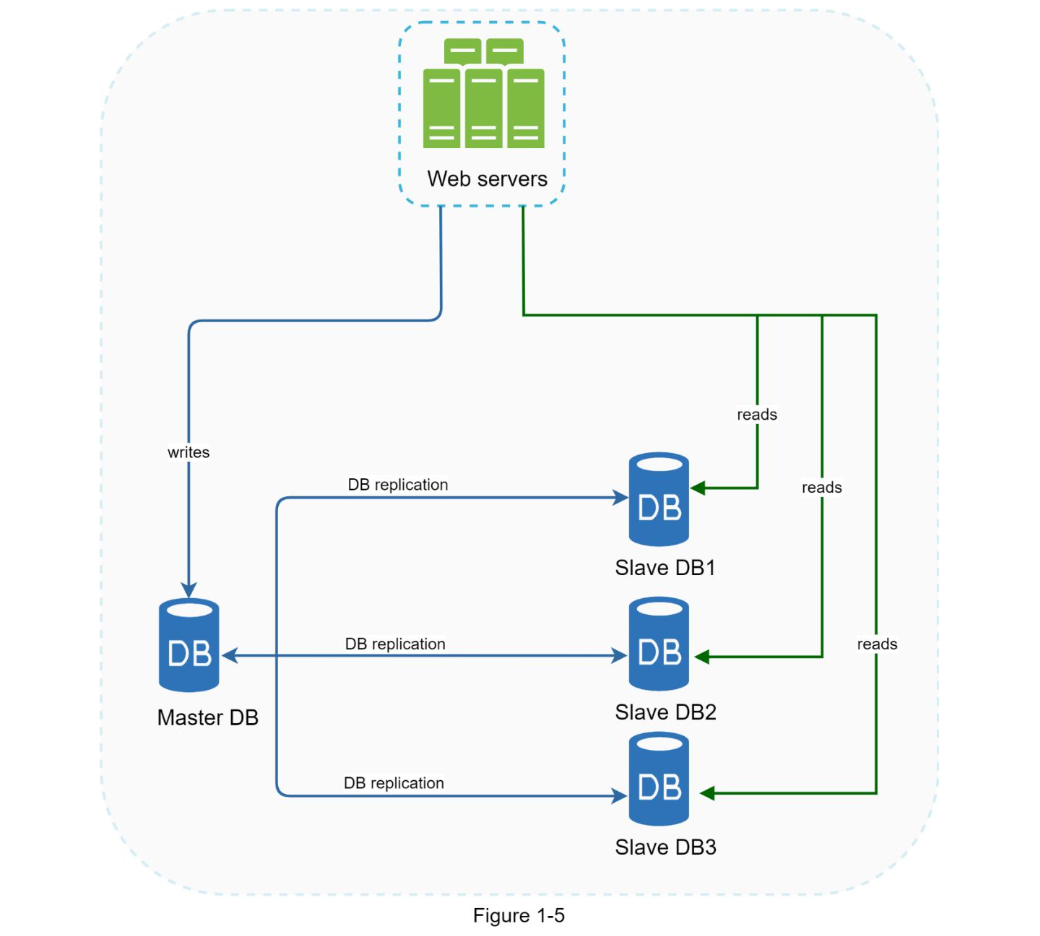 Web servers
writes
reads
reads
reads
DB replication
DB
Slave DB1
DB replication
DB
Master DB
DB
Slave DB2
DB replication
DB
Slave DB3
Figure 1-5